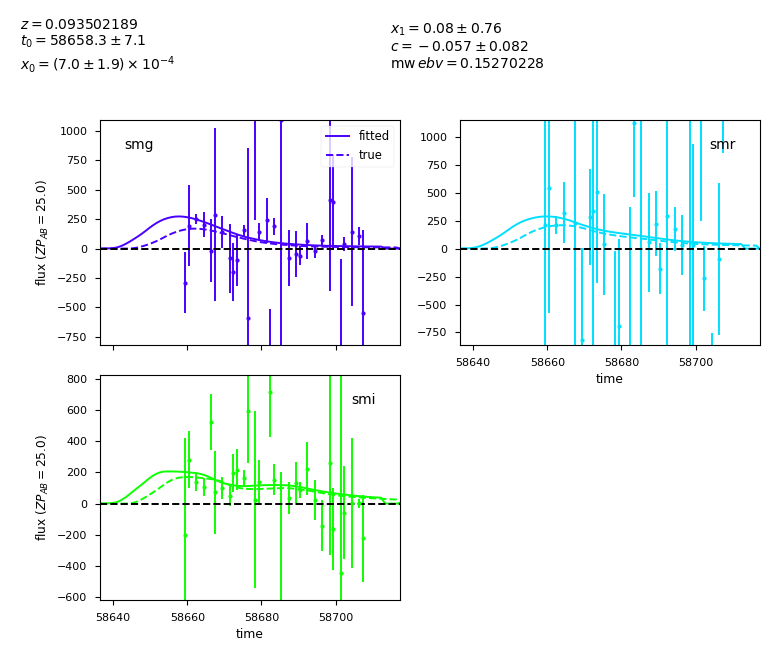 z = 0.093502189
t₀ = 58658.3 ± 7.1
x₀ = (7.0 ± 1.9) × 10⁻⁴
x₁ = 0.08 ± 0.76
c = −0.057 ± 0.082
mw ebv = 0.15270228
smg
fitted
true
1000
750
500
250
0
−250
−500
−750
flux (ZP_AB = 25.0)
smr
1000
750
500
250
0
−250
−500
−750
58640
58660
58680
58700
time
smi
800
600
400
200
0
−200
−400
−600
flux (ZP_AB = 25.0)
58640
58660
58680
58700
time